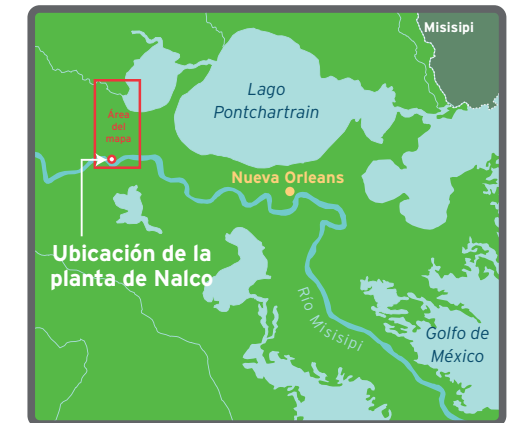 Misisipi
Lago
Pontchartrain
Área
del
mapa
Nueva Orleans
Ubicación de la
planta de Nalco
Río Misisipi
Golfo de
México